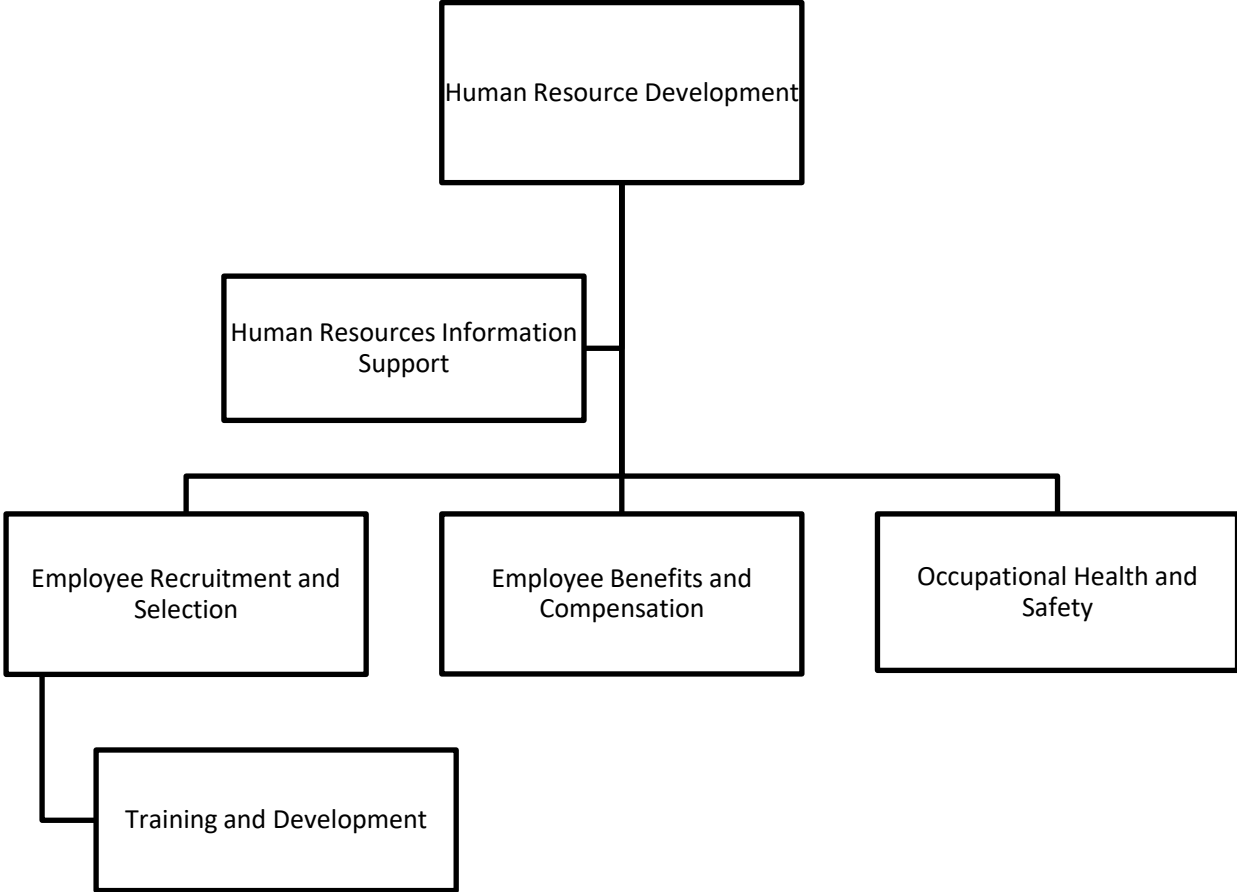 Human Resource Development
Human Resources Information
Support
Employee Recruitment and
Selection
Employee Benefits and
Compensation
Occupational Health and
Safety
Training and Development